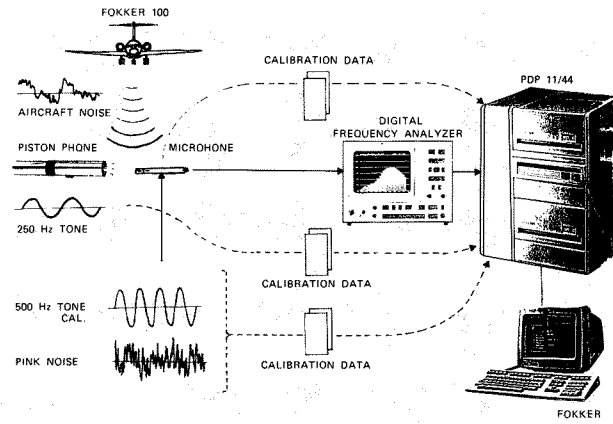 FOKKER 100
CALIBRATION DATA
PDP 11/44
AIRCRAFT NOISE
DIGITAL
FREQUENCY ANALYZER
PISTON PHONE
MICROHONE
250 Hz TONE
CALIBRATION DATA
500 Hz TONE
CAL.
PINK NOISE
CALIBRATION DATA
FOKKER